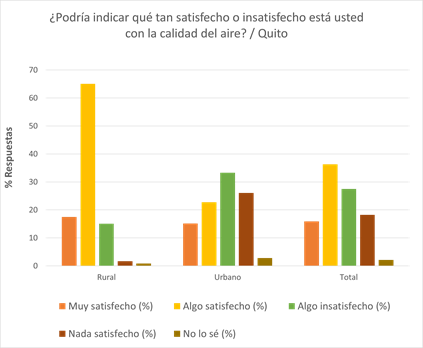 ¿Podría indicar qué tan satisfecho o insatisfecho está usted
con la calidad del aire? / Quito
% Respuestas
70
60
50
40
30
20
10
0
Rural
Urbano
Total
Muy satisfecho (%)
Algo satisfecho (%)
Algo insatisfecho (%)
Nada satisfecho (%)
No lo sé (%)